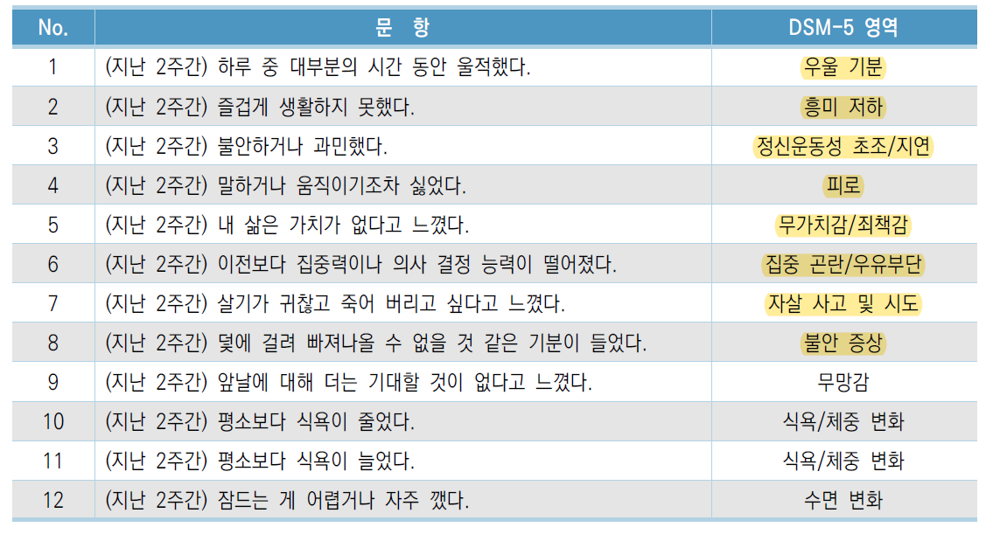 No. 문 항 DSM-5 영역
1 (지난 2주간) 하루 중 대부분의 시간 동안 울적했다. 우울 기분
2 (지난 2주간) 즐겁게 생활하지 못했다. 흥미 저하
3 (지난 2주간) 불안하거나 과민했다. 정신운동성 초조/지연
4 (지난 2주간) 말하거나 움직이기조차 싫었다. 피로
5 (지난 2주간) 내 삶은 가치가 없다고 느꼈다. 무가치감/죄책감
6 (지난 2주간) 이전보다 집중력이나 의사 결정 능력이 떨어졌다. 집중 곤란/우유부단
7 (지난 2주간) 살기가 귀찮고 죽어 버리고 싶다고 느꼈다. 자살 사고 및 시도
8 (지난 2주간) 덫에 걸려 빠져나올 수 없을 것 같은 기분이 들었다. 불안 증상
9 (지난 2주간) 앞날에 대해 더는 기대할 것이 없다고 느꼈다. 무망감
10 (지난 2주간) 평소보다 식욕이 줄었다. 식욕/체중 변화
11 (지난 2주간) 평소보다 식욕이 늘었다. 식욕/체중 변화
12 (지난 2주간) 잠드는 게 어렵거나 자주 깼다. 수면 변화